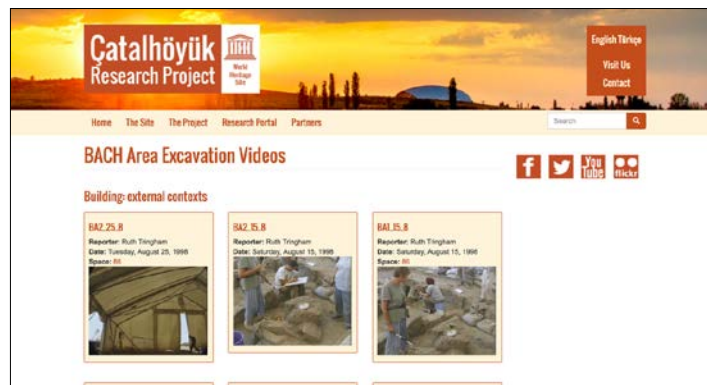 Çatalhöyük
Research Project
World
Heritage
Site
English Türkçe
Visit Us
Contact
Home The Site The Project Research Portal Partners
Search
BACH Area Excavation Videos
f
You
Tube
flickr
Building: external contexts
BA2.25.8
Reporter: Ruth Tringham
Date: Tuesday, August 25, 1998
Space: 86
BA2.15.8
Reporter: Ruth Tringham
Date: Saturday, August 15, 1998
BA1.15.8
Reporter: Ruth Tringham
Date: Saturday, August 15, 1998
Space: 86